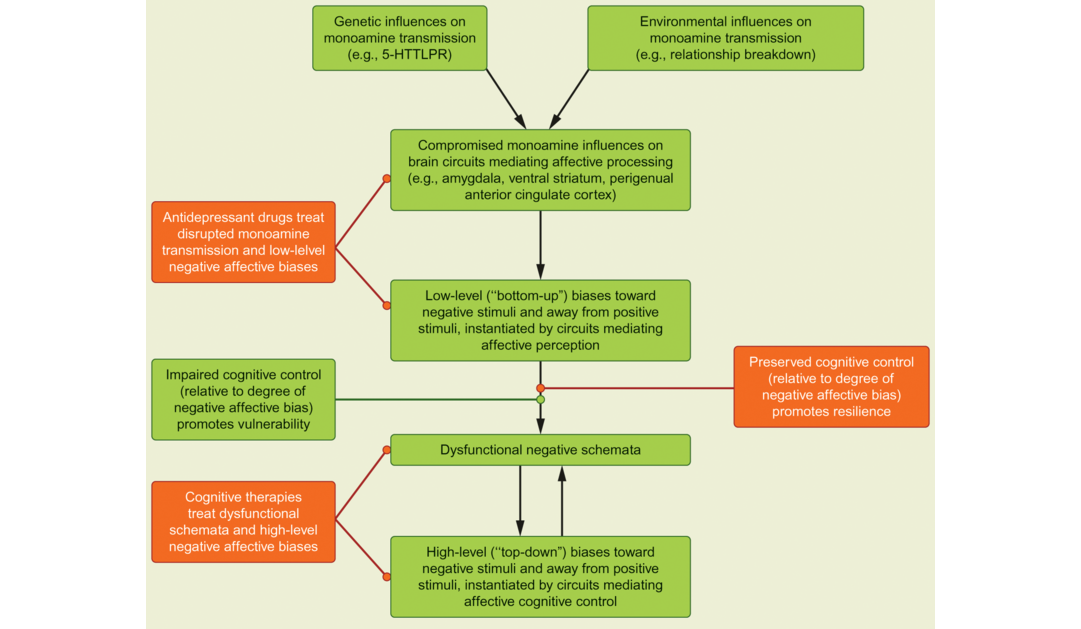 Genetic influences on
monoamine transmission
(e.g., 5-HTTLPR)
Environmental influences on
monoamine transmission
(e.g., relationship breakdown)
Compromised monoamine influences on
brain circuits mediating affective processing
(e.g., amygdala, ventral striatum, perigenual
anterior cingulate cortex)
Antidepressant drugs treat
disrupted monoamine
transmission and low-lelvel
negative affective biases
Low-level (“bottom-up”) biases toward
negative stimuli and away from positive
stimuli, instantiated by circuits mediating
affective perception
Impaired cognitive control
(relative to degree of
negative affective bias)
promotes vulnerability
Preserved cognitive control
(relative to degree of
negative affective bias)
promotes resilience
Dysfunctional negative schemata
Cognitive therapies
treat dysfunctional
schemata and high-level
negative affective biases
High-level (“top-down”) biases toward
negative stimuli and away from positive
stimuli, instantiated by circuits mediating
affective cognitive control